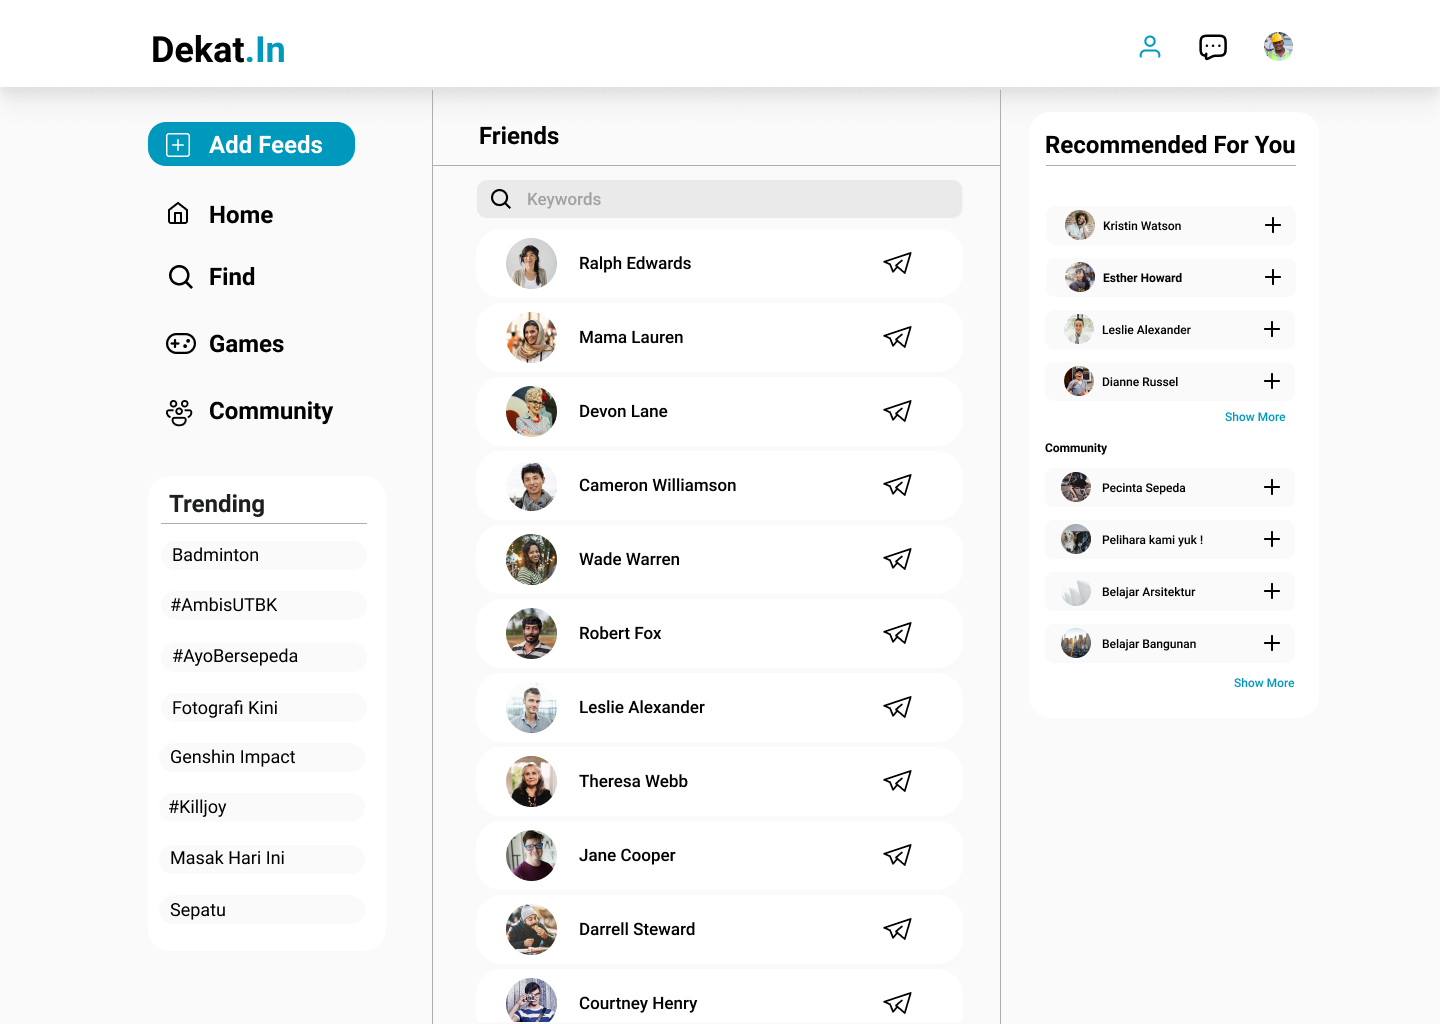 Dekat.In
Add Feeds
Home
Find
Games
Community
Trending
Badminton
#AmbisUTBK
#AyoBersepeda
Fotografi Kini
Genshin Impact
#Killjoy
Masak Hari Ini
Sepatu
Friends
Keywords
Ralph Edwards
Mama Lauren
Devon Lane
Cameron Williamson
Wade Warren
Robert Fox
Leslie Alexander
Theresa Webb
Jane Cooper
Darrell Steward
Courtney Henry
Recommended For You
Kristin Watson
Esther Howard
Leslie Alexander
Dianne Russel
Show More
Community
Pecinta Sepeda
Pelihara kami yuk !
Belajar Arsitektur
Belajar Bangunan
Show More